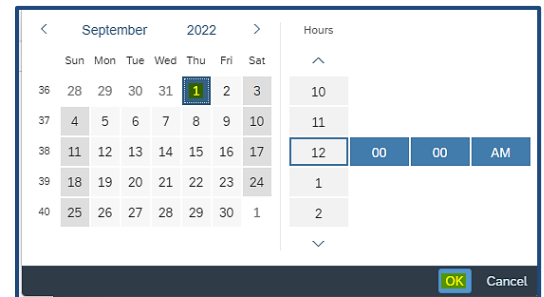 < September 2022 > Hours
Sun Mon Tue Wed Thu Fri Sat
36 28 29 30 31 1 2 3 10
37 4 5 6 7 8 9 10 11
38 11 12 13 14 15 16 17 12 00 00 AM
39 18 19 20 21 22 23 24 1
40 25 26 27 28 29 30 1 2
OK Cancel